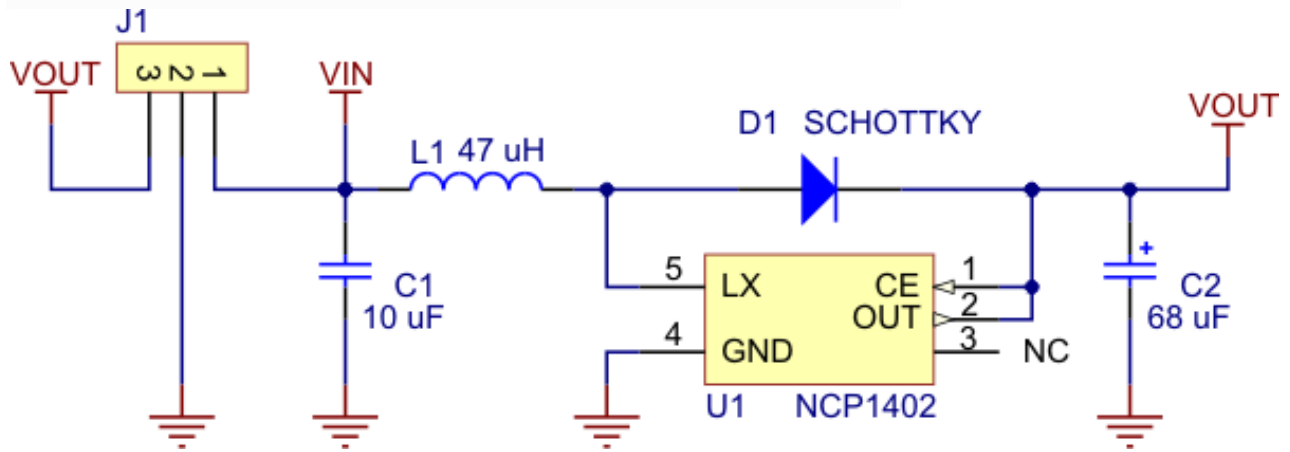 J1
VOUT
3 2 1
VIN
VOUT
D1 SCHOTTKY
L1 47 uH
5 LX
CE 1
C1
10 uF
OUT 2
+
C2
68 uF
4 GND
3 NC
U1 NCP1402